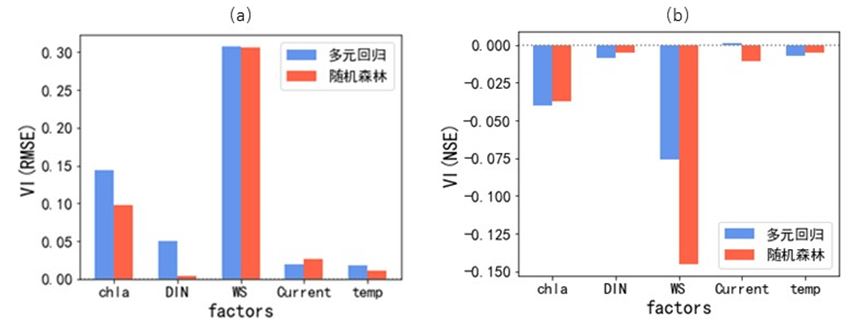 (a)
VI(RMSE)
0.30
0.25
0.20
0.15
0.10
0.05
0.00
多元回归
随机森林
chla DIN WS Current temp
factors
(b)
VI(NSE)
0.000
-0.025
-0.050
-0.075
-0.100
-0.125
-0.150
多元回归
随机森林
chla DIN WS Current temp
factors